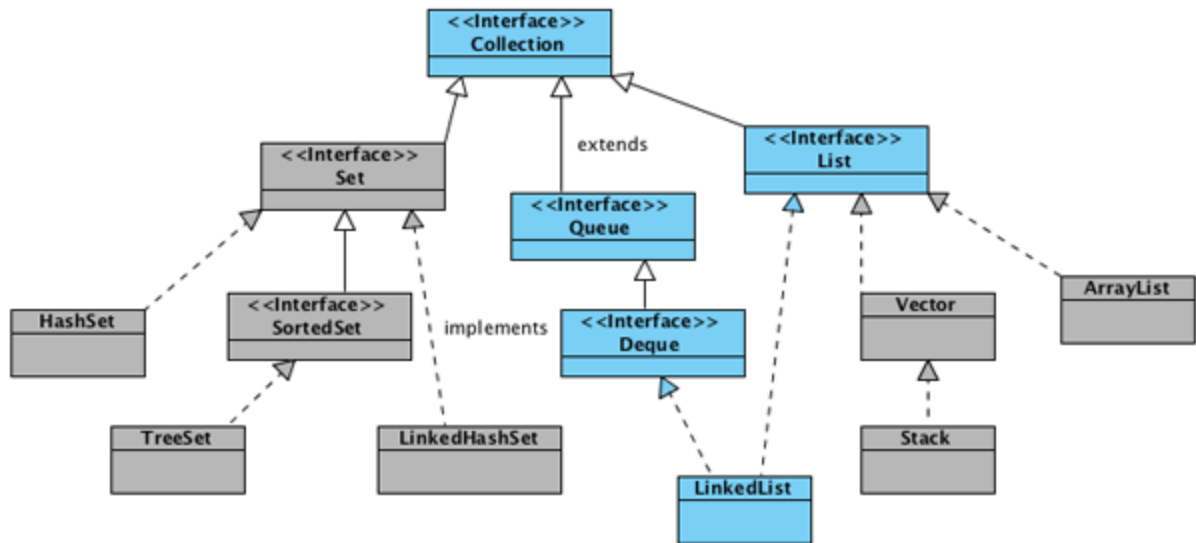 <<Interface>>
Collection
extends
<<Interface>>
List
<<Interface>>
Set
<<Interface>>
Queue
ArrayList
<<Interface>>
SortedSet
Vector
HashSet
implements
<<Interface>>
Deque
TreeSet
LinkedHashSet
Stack
LinkedList